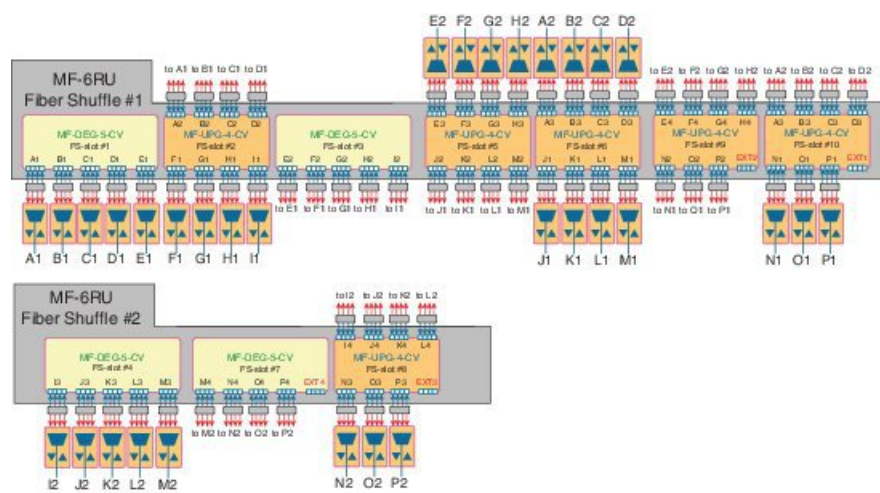 E2 F2 G2 H2 A2 B2 C2 D2
MF-6RU
Fiber Shuffle #1
to A1 to B1 to C1 to D1
to E2 to F2 to G2 to H2 to A2 to B2 to C2 to D2
A2 B2 C2 D2
E3 F3 G3 H3
A3 B3 C3 D3
E4 F4 G4 H4
A3 B3 C3 D3
MF-DEG-5-CV
FS-slot #1
MF-UPG-4-CV
FS-slot #2
MF-DEG-5-CV
FS-slot #3
MF-UPG-4-CV
FS-slot #5
MF-UPG-4-CV
FS-slot #6
MF-UPG-4-CV
FS-slot #9
MF-UPG-4-CV
FS-slot #10
A1 B1 C1 D1 E1
F1 G1 H1 I1
E2 F2 G2 H2 I2
J2 K2 L2 M2
J1 K1 L1 M1
N2 O2 P2 EXT2
N1 O1 P1 EXT1
to E1 to F1 to G1 to H1 to I1
to J1 to K1 to L1 to M1
to N1 to O1 to P1
A1 B1 C1 D1 E1 F1 G1 H1 I1
J1 K1 L1 M1
N1 O1 P1
MF-6RU
Fiber Shuffle #2
to I2 to J2 to K2 to L2
I4 J4 K4 L4
MF-DEG-5-CV
FS-slot #4
MF-DEG-5-CV
FS-slot #7
MF-UPG-4-CV
FS-slot #8
I3 J3 K3 L3 M3
M4 N4 O4 P4 EXT4
N3 O3 P3 EXT3
to M2 to N2 to O2 to P2
I2 J2 K2 L2 M2
N2 O2 P2